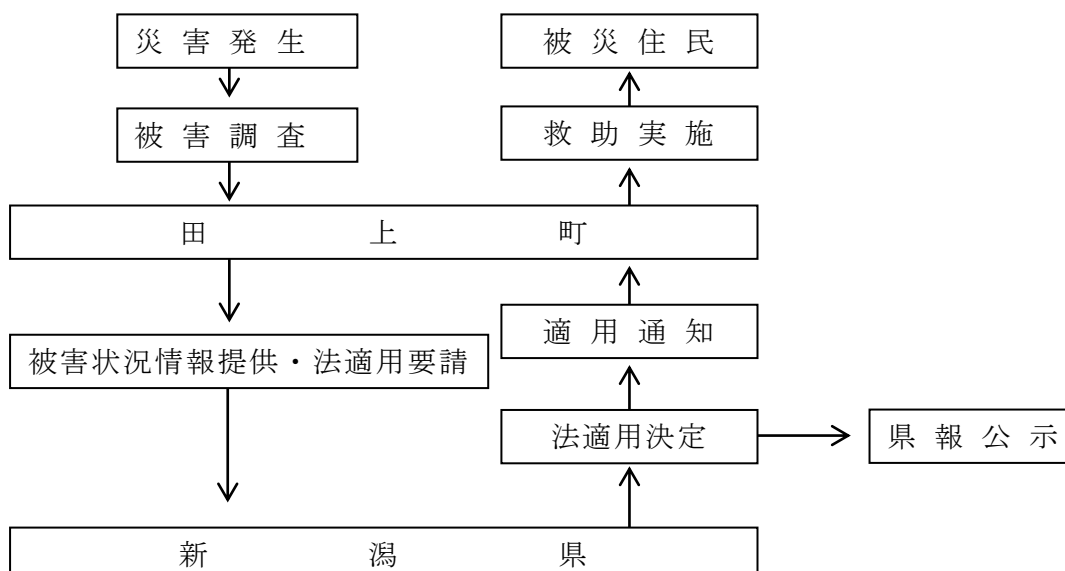 災害発生
被災住民
被害調査
救助実施
田上町
適用通知
被害状況情報提供・法適用要請
法適用決定
県報公示
新潟県